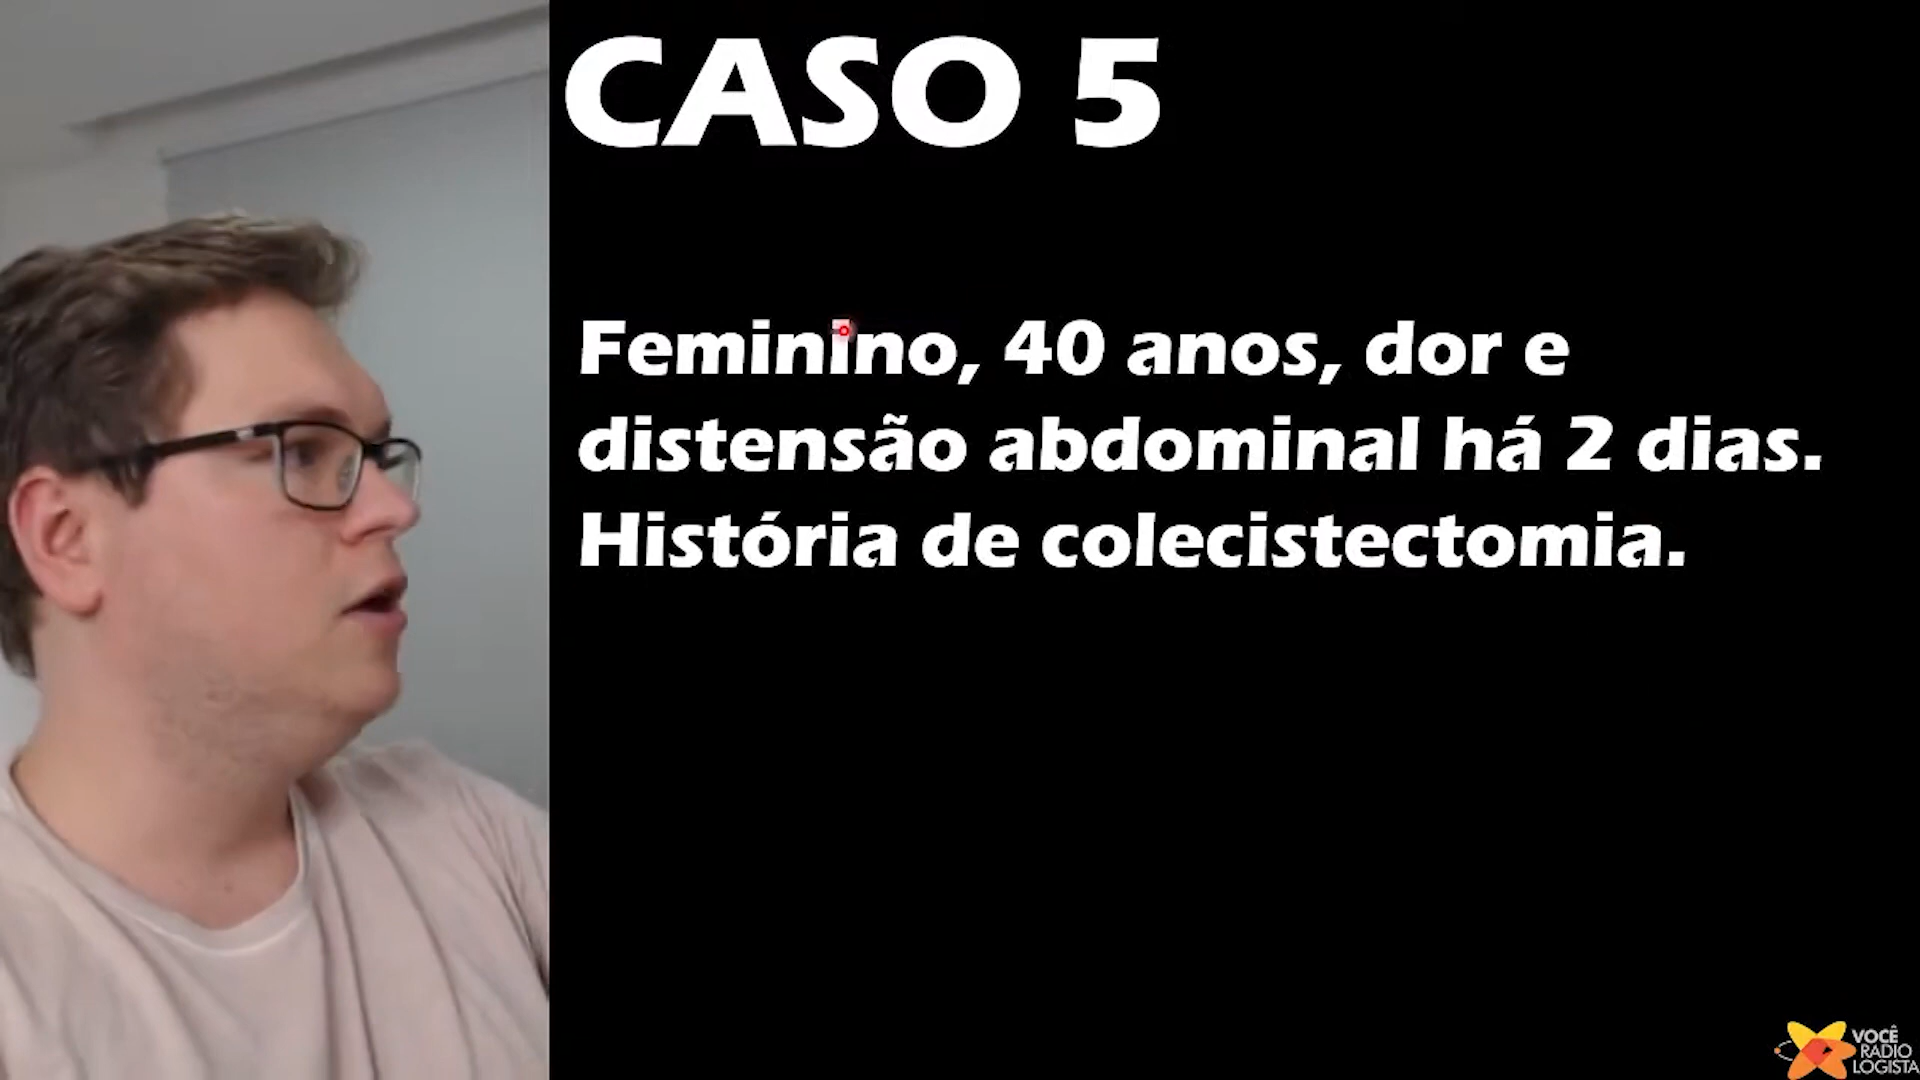 CASO 5
Feminino, 40 anos, dor e
distensão abdominal há 2 dias.
História de colecistectomia.
VOCÊ
RADIO
LOGISTA